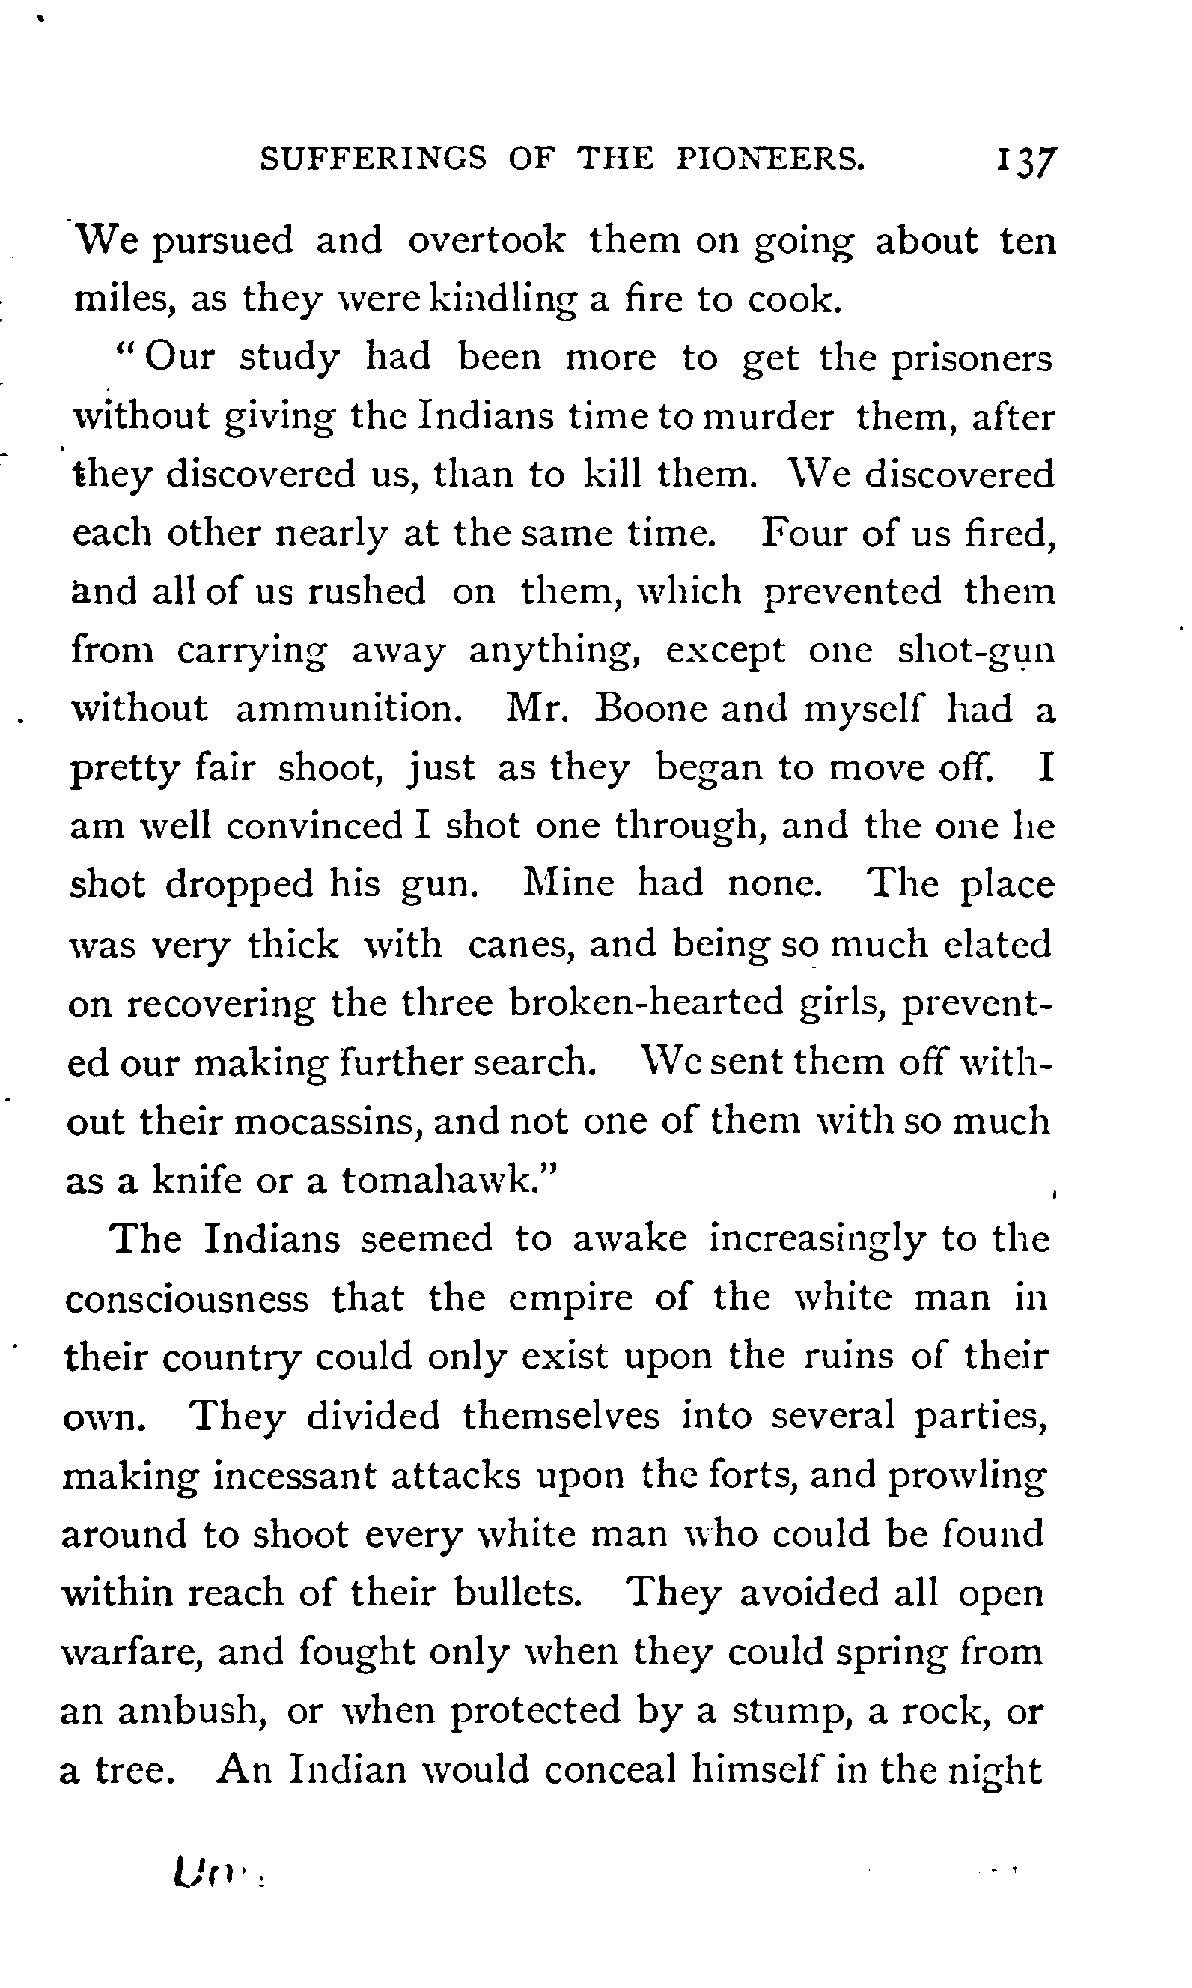 SUFFERINGS OF THE PIONEERS. 137
We pursued and overtook them on going about ten
miles, as they were kindling a fire to cook.
“ Our study had been more to get the prisoners
without giving the Indians time to murder them, after
they discovered us, than to kill them. We discovered
each other nearly at the same time. Four of us fired,
and all of us rushed on them, which prevented them
from carrying away anything, except one shot-gun
without ammunition. Mr. Boone and myself had a
pretty fair shoot, just as they began to move off. I
am well convinced I shot one through, and the one he
shot dropped his gun. Mine had none. The place
was very thick with canes, and being so much elated
on recovering the three broken-hearted girls, prevent-
ed our making further search. We sent them off with-
out their mocassins, and not one of them with so much
as a knife or a tomahawk.”
The Indians seemed to awake increasingly to the
consciousness that the empire of the white man in
their country could only exist upon the ruins of their
own. They divided themselves into several parties,
making incessant attacks upon the forts, and prowling
around to shoot every white man who could be found
within reach of their bullets. They avoided all open
warfare, and fought only when they could spring from
an ambush, or when protected by a stump, a rock, or
a tree. An Indian would conceal himself in the night